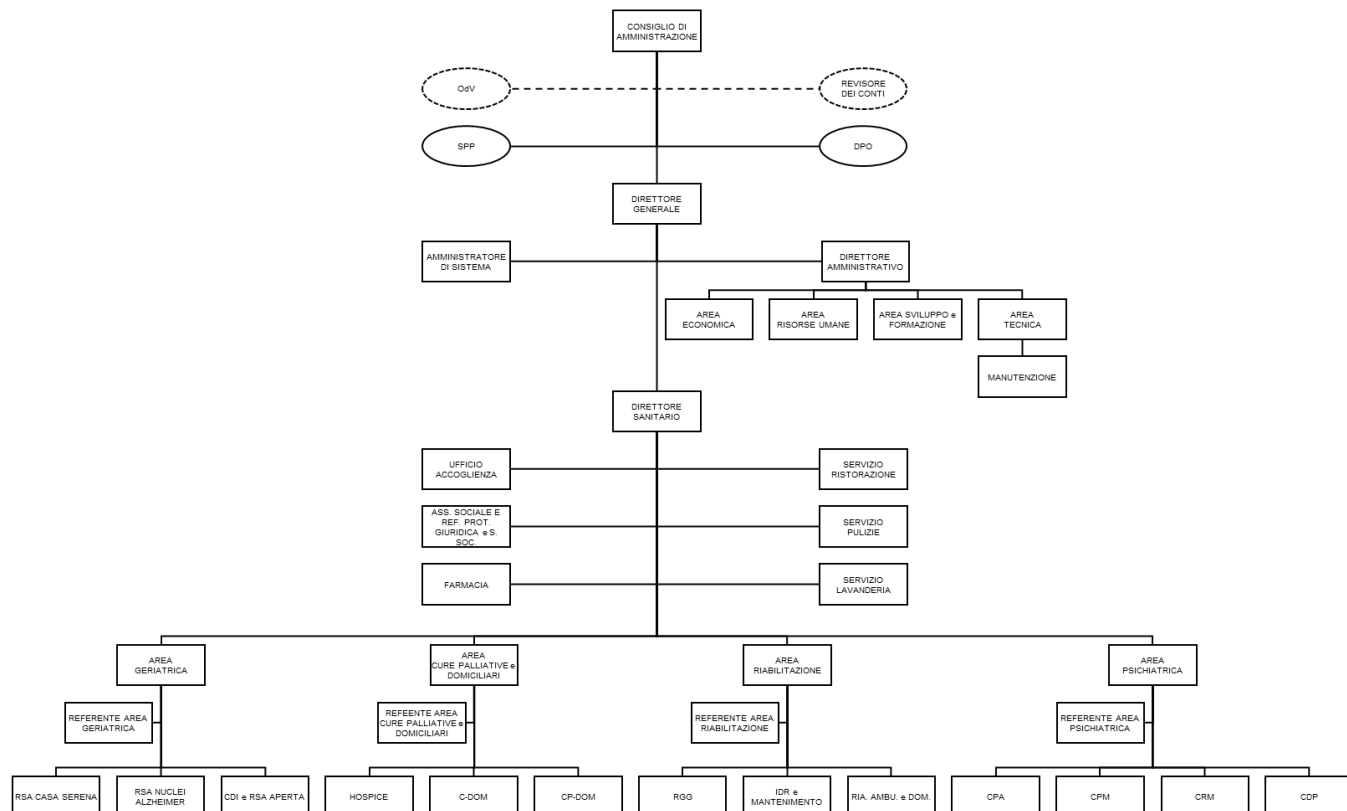 CONSIGLIO DI
AMMINISTRAZIONE
OdV
REVISORE
DEI CONTI
SPP
DPO
DIRETTORE
GENERALE
AMMINISTRATORE
DI SISTEMA
DIRETTORE
AMMINISTRATIVO
AREA
ECONOMICA
AREA
RISORSE UMANE
AREA SVILUPPO e
FORMAZIONE
AREA
TECNICA
MANUTENZIONE
DIRETTORE
SANITARIO
UFFICIO
ACCOGLIENZA
SERVIZIO
RISTORAZIONE
ASS. SOCIALE E
REF. PROT.
GIURIDICA e S.
SOC.
SERVIZIO
PULIZIE
FARMACIA
SERVIZIO
LAVANDERIA
AREA
GERIATRICA
AREA
CURE PALLIATIVE e
DOMICILIARI
AREA
RIABILITAZIONE
AREA
PSICHIATRICA
REFERENTE AREA
GERIATRICA
REFEENTE AREA
CURE PALLIATIVE e
DOMICILIARI
REFERENTE AREA
RIABILITAZIONE
REFERENTE AREA
PSICHIATRICA
RSA CASA SERENA
RSA NUCLEI
ALZHEIMER
CDI e RSA APERTA
HOSPICE
C-DOM
CP-DOM
RGG
IDR e
MANTENIMENTO
RIA. AMBU. e DOM.
CPA
CPM
CRM
CDP